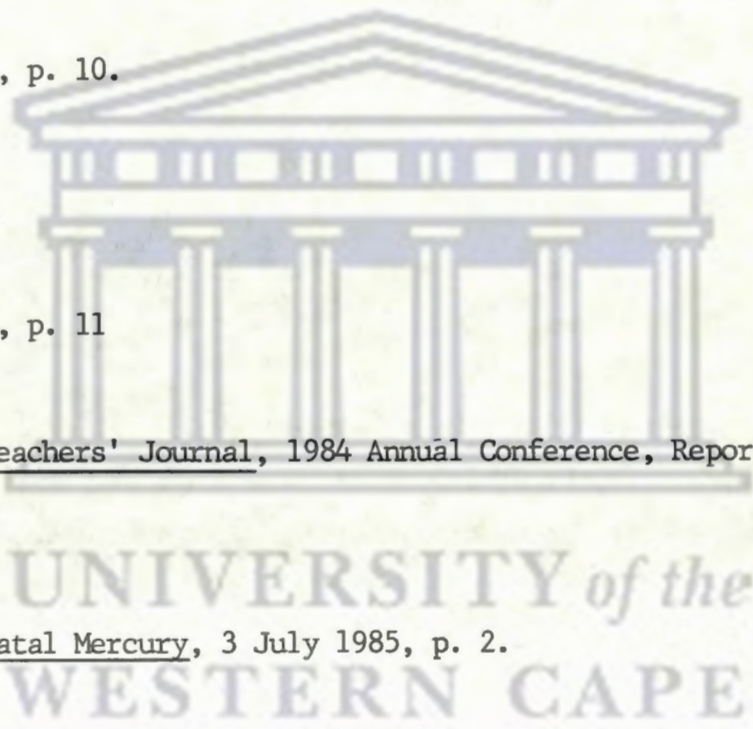 , p. 10.
, p. 11
eachers' Journal, 1984 Annual Conference, Repor
UNIVERSITY of the
atal Mercury, 3 July 1985, p. 2.
WESTERN CAPE